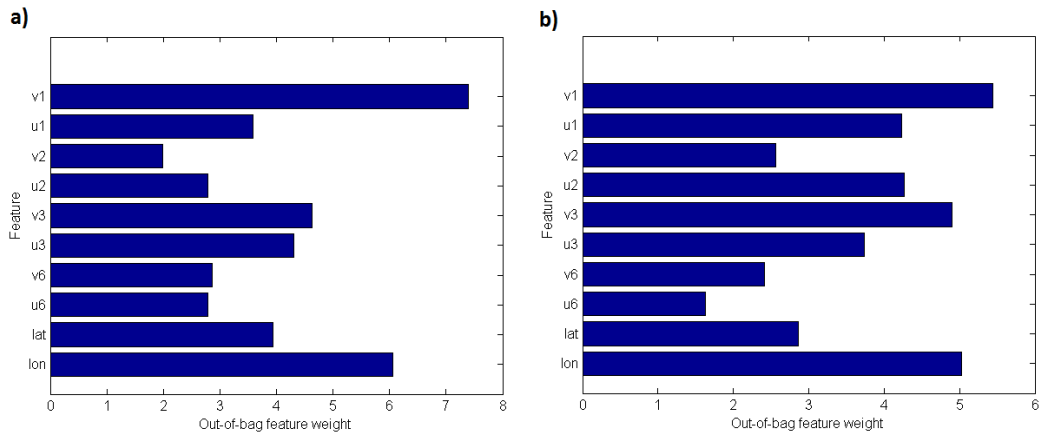 a)
v1
u1
v2
u2
v3
u3
v6
u6
lat
lon
Feature
0 1 2 3 4 5 6 7 8
Out-of-bag feature weight
b)
v1
u1
v2
u2
v3
u3
v6
u6
lat
lon
Feature
0 1 2 3 4 5 6
Out-of-bag feature weight